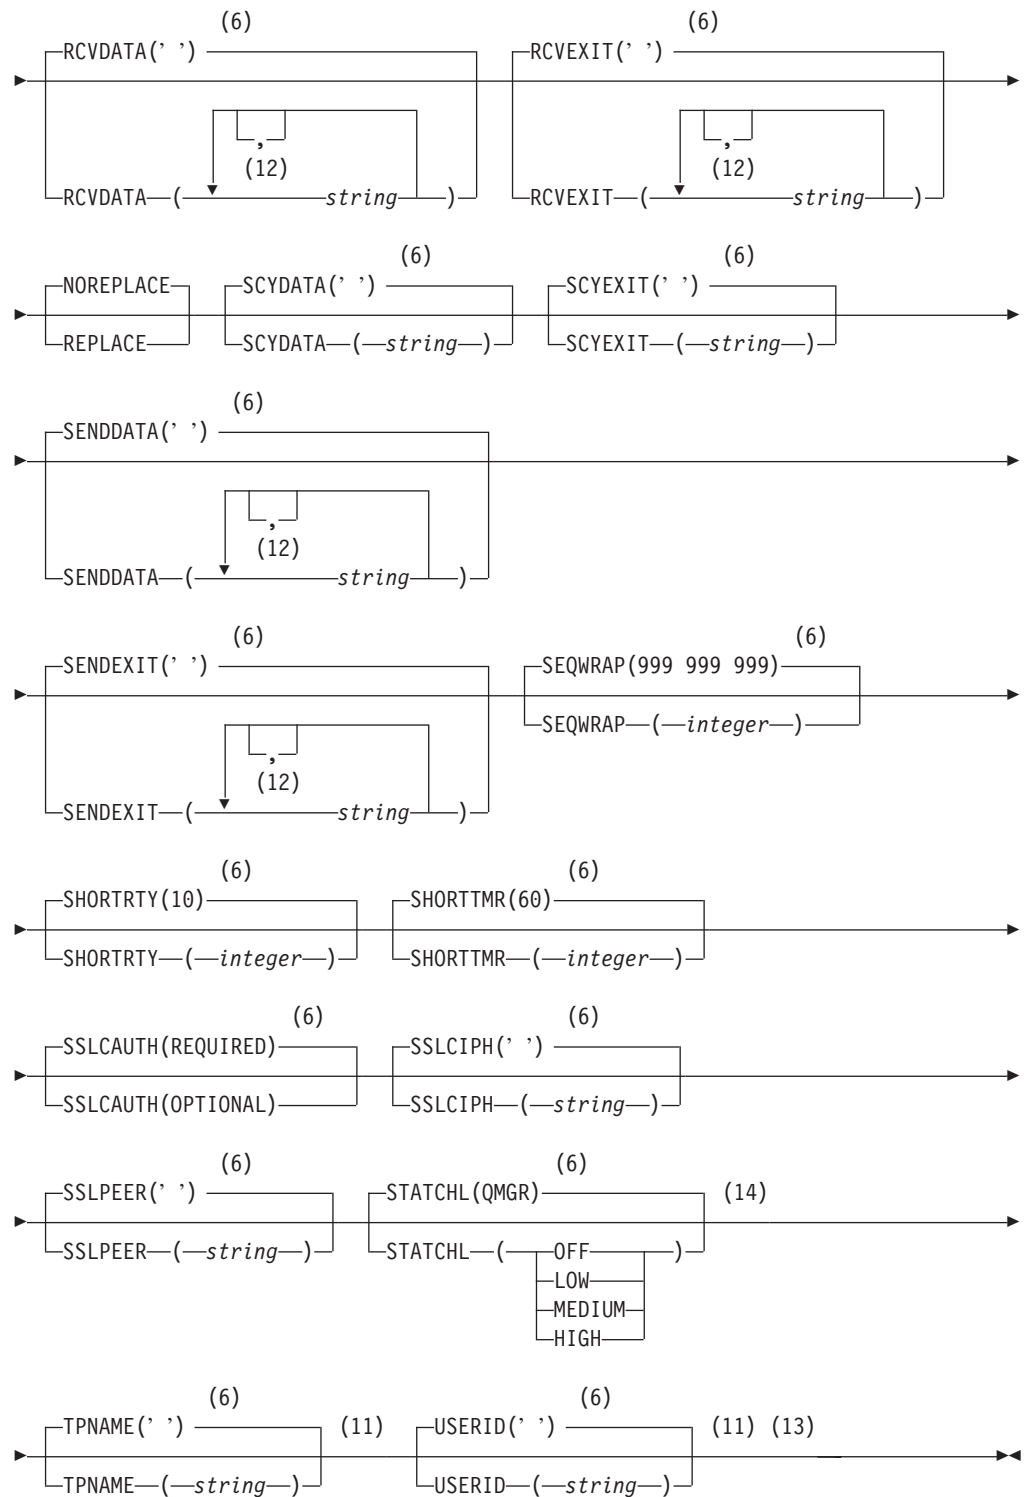 (6) (6)
RCVDATA(’ ’) RCVEXIT(’ ’)
, ,
(12) (12)
RCVDATA ( string ) RCVEXIT ( string )
(6) (6)
NOREPLACE SCYDATA(’ ’) SCYEXIT(’ ’)
REPLACE SCYDATA ( string ) SCYEXIT ( string )
(6)
SENDDATA(’ ’)
,
(12)
SENDDATA ( string )
(6) (6)
SENDEXIT(’ ’) SEQWRAP(999 999 999)
SEQWRAP ( integer )
,
(12)
SENDEXIT ( string )
(6) (6)
SHORTRTY(10) SHORTTMR(60)
SHORTRTY ( integer ) SHORTTMR ( integer )
(6) (6)
SSLCAUTH(REQUIRED) SSLCIPH(’ ’)
SSLCAUTH(OPTIONAL) SSLCIPH ( string )
(6) (6)
SSLPEER(’ ’) STATCHL(QMGR) (14)
SSLPEER ( string ) STATCHL ( OFF )
LOW
MEDIUM
HIGH
(6) (6)
TPNAME(’ ’) (11) USERID(’ ’) (11) (13)
TPNAME ( string ) USERID ( string )